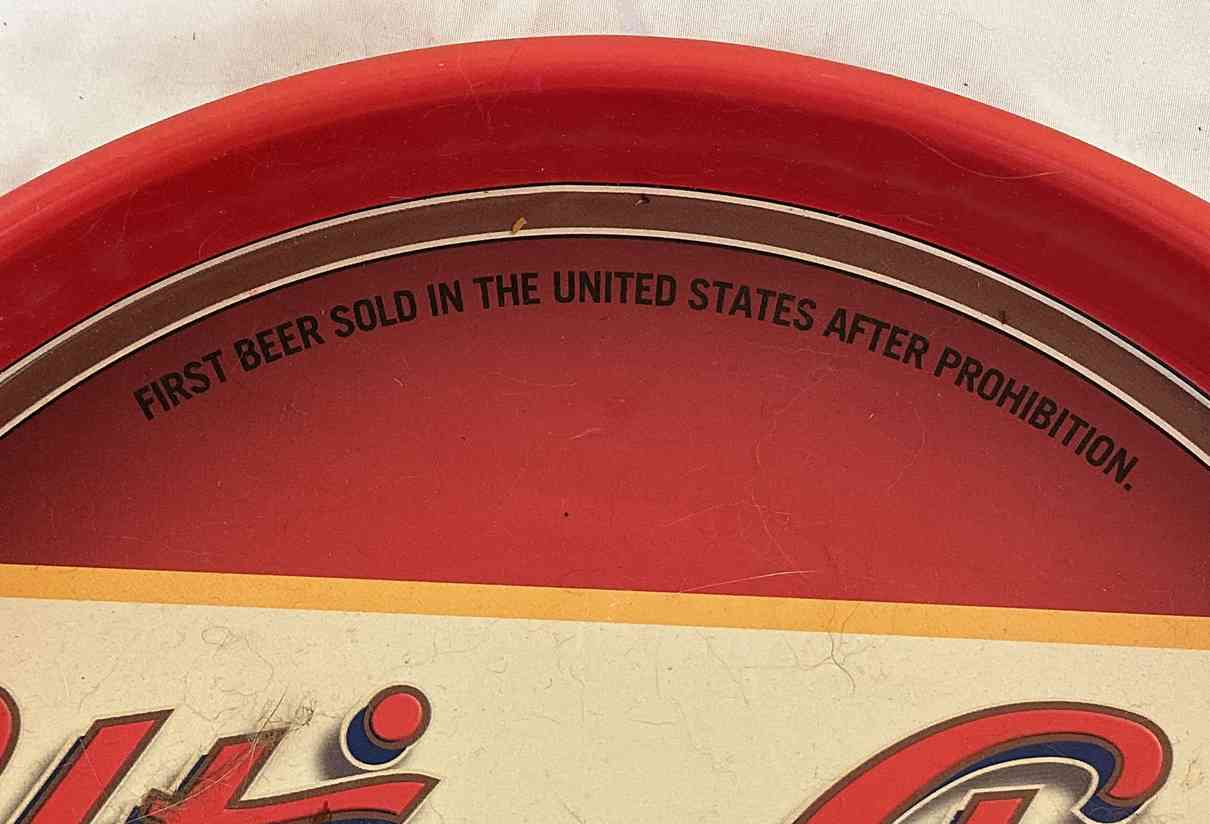 FIRST BEER SOLD IN THE UNITED STATES AFTER PROHIBITION.